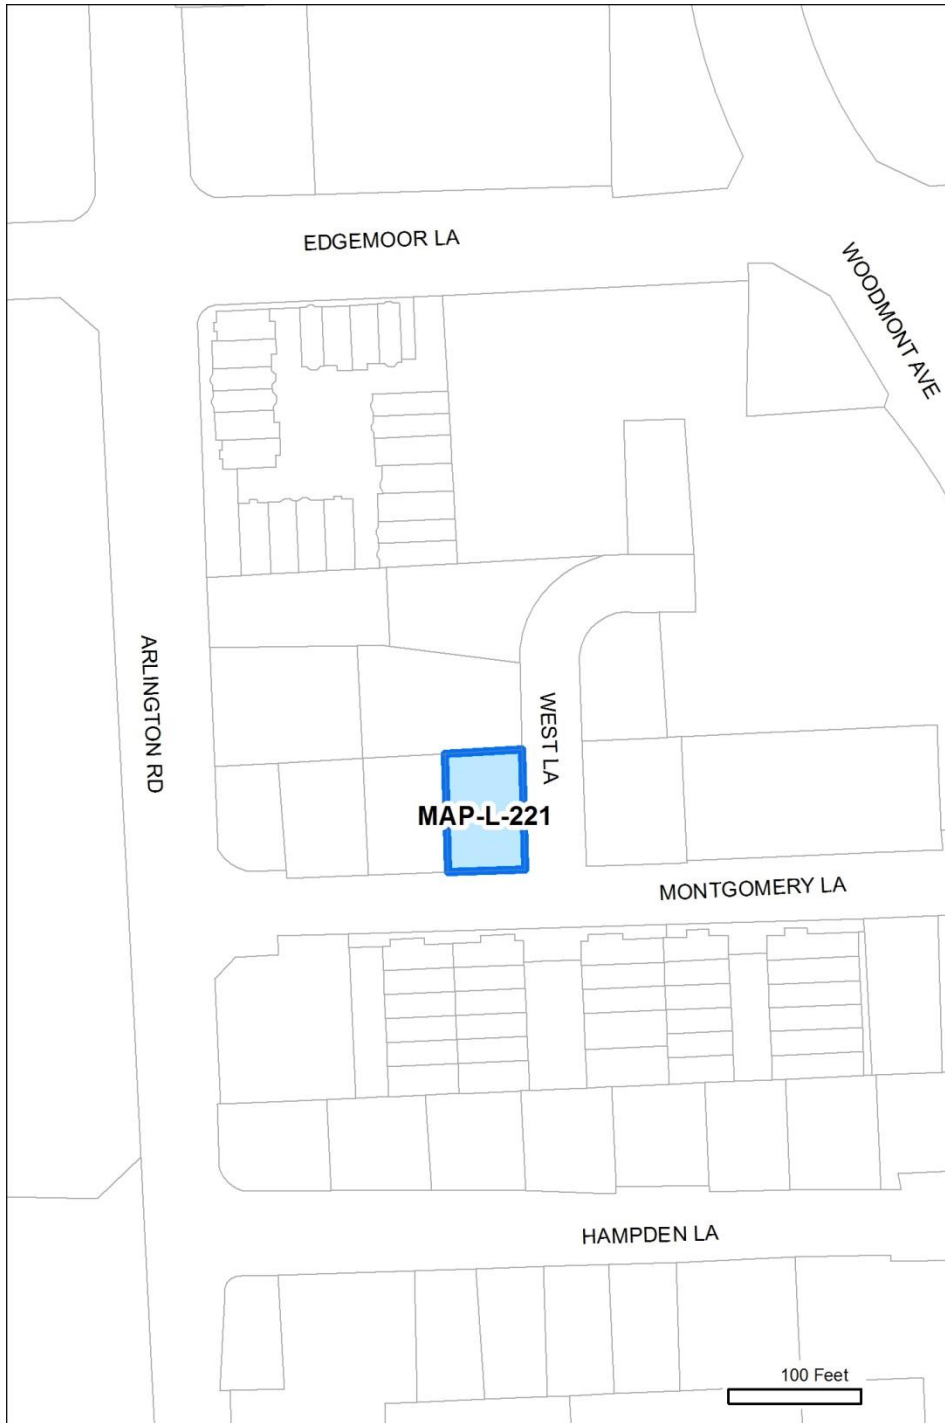 EDGEMOOR LA
WOODMONT AVE
ARLINGTON RD
WEST LA
MAP-L-221
MONTGOMERY LA
HAMPDEN LA
100 Feet